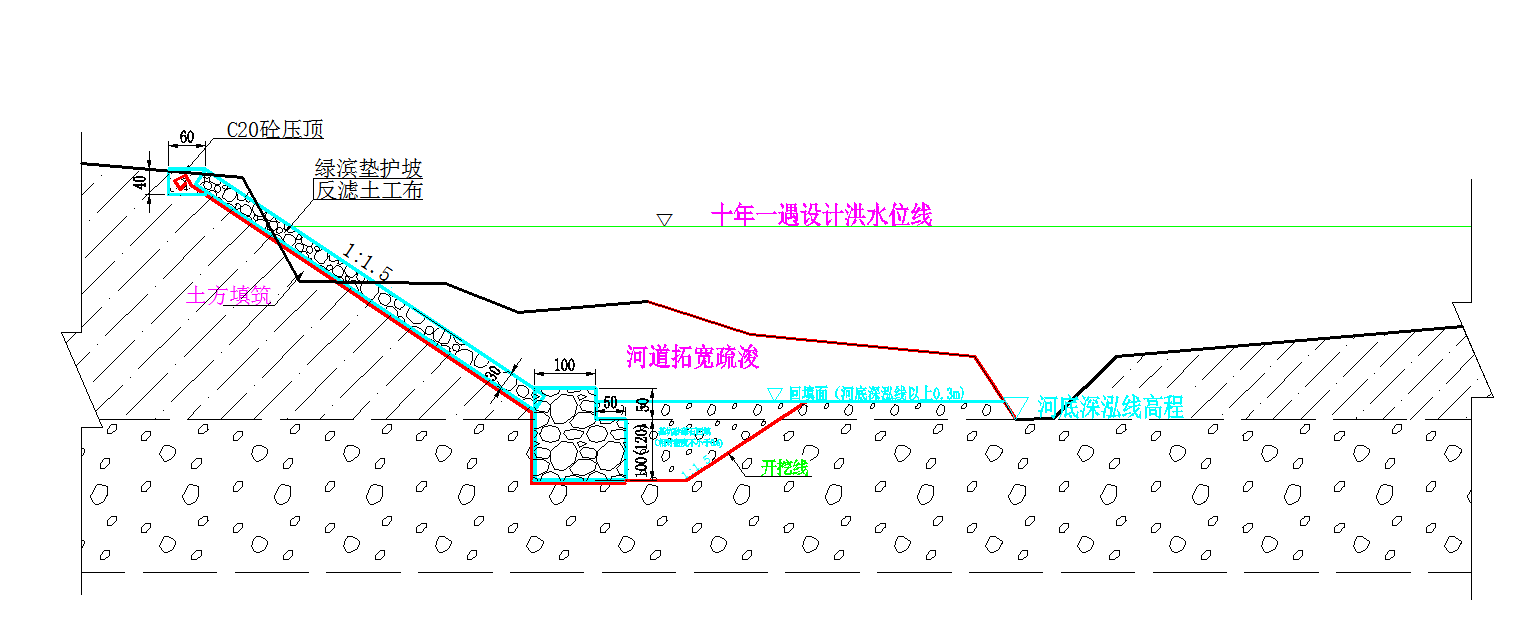 C20砼压顶
60
绿滨垫护坡
反滤土工布
40
十年一遇设计洪水位线
1:1.5
土方填筑
河道拓宽疏浚
100
30
回填面（河底深泓线以上0.3m）
50
50
河底深泓线高程
100(120)
1:1.5
开挖线